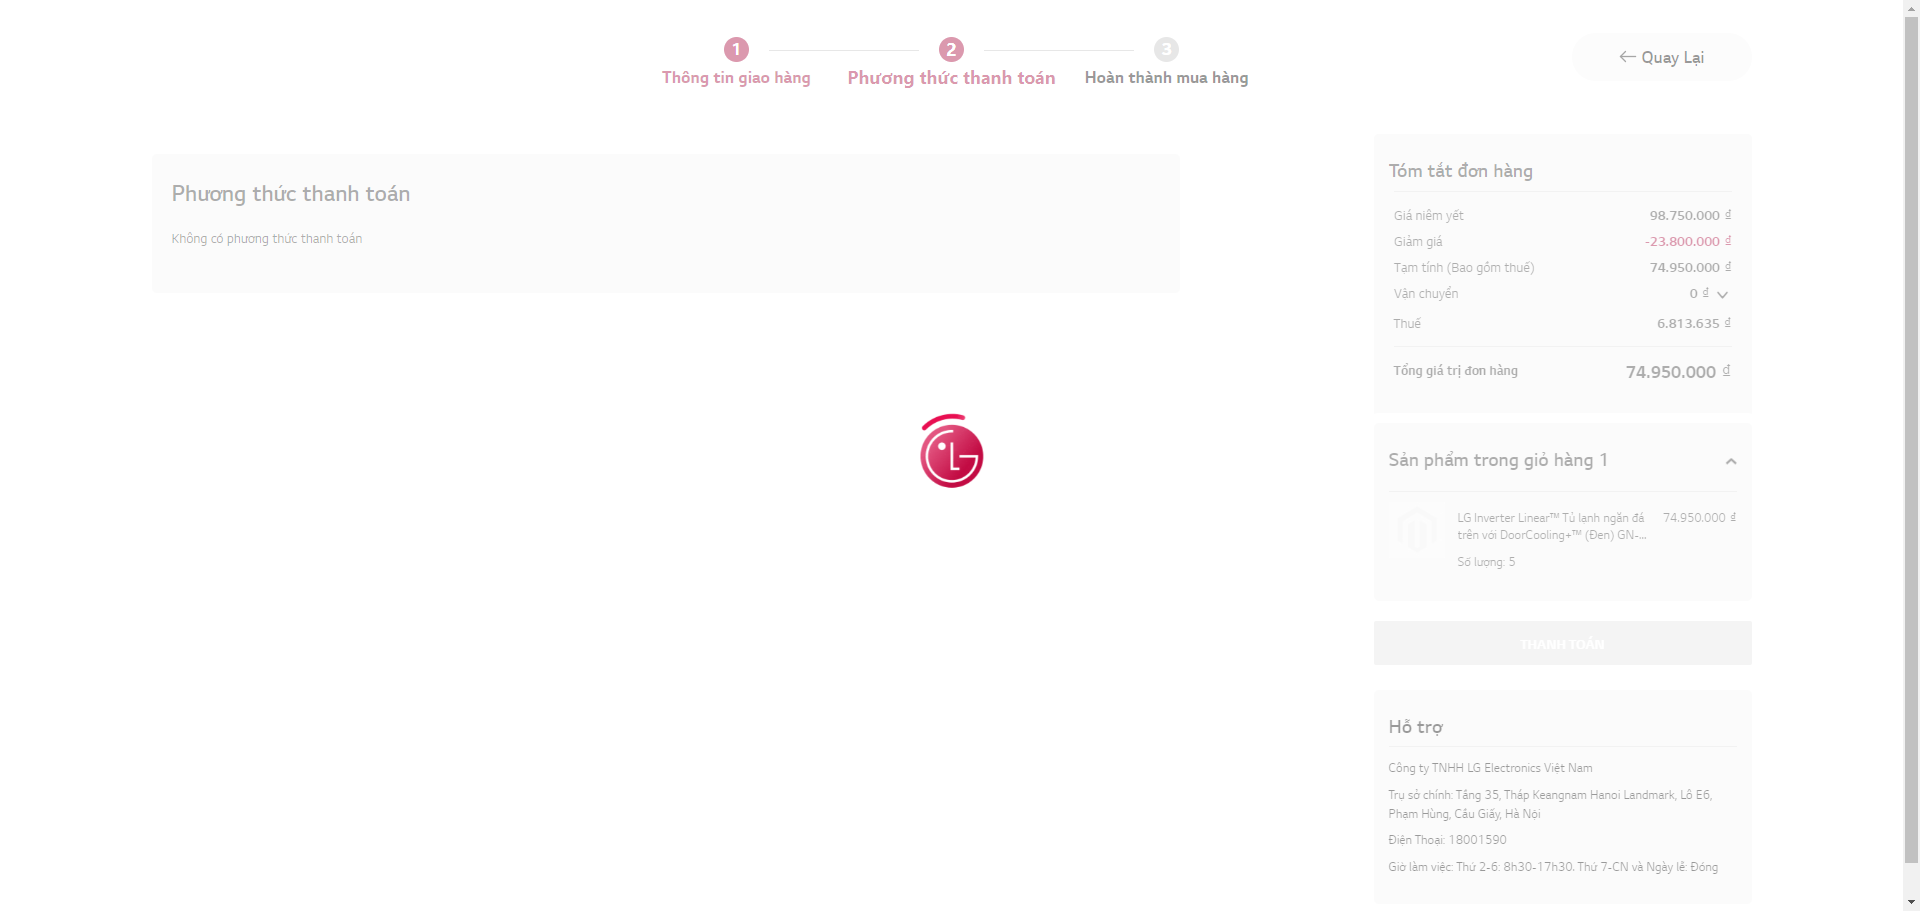 1
2
3
Thông tin giao hàng
Phương thức thanh toán
Hoàn thành mua hàng
Quay Lại
Phương thức thanh toán
Không có phương thức thanh toán
Tóm tắt đơn hàng
Giá niêm yết 98.750.000 ₫
Giảm giá -23.800.000 ₫
Tạm tính (Bao gồm thuế) 74.950.000 ₫
Vận chuyển 0 ₫
Thuế 6.813.635 ₫
Tổng giá trị đơn hàng 74.950.000 ₫
LG
Sản phẩm trong giỏ hàng 1
LG Inverter Linear™ Tủ lạnh ngăn đá 74.950.000 ₫
trên với DoorCooling+™ (Đen) GN-...
Số lượng: 5
THANH TOÁN
Hỗ trợ
Công ty TNHH LG Electronics Việt Nam
Trụ sở chính: Tầng 35, Tháp Keangnam Hanoi Landmark, Lô E6,
Phạm Hùng, Cầu Giấy, Hà Nội
Điện Thoại: 18001590
Giờ làm việc: Thứ 2-6: 8h30-17h30. Thứ 7-CN và Ngày lễ: Đóng